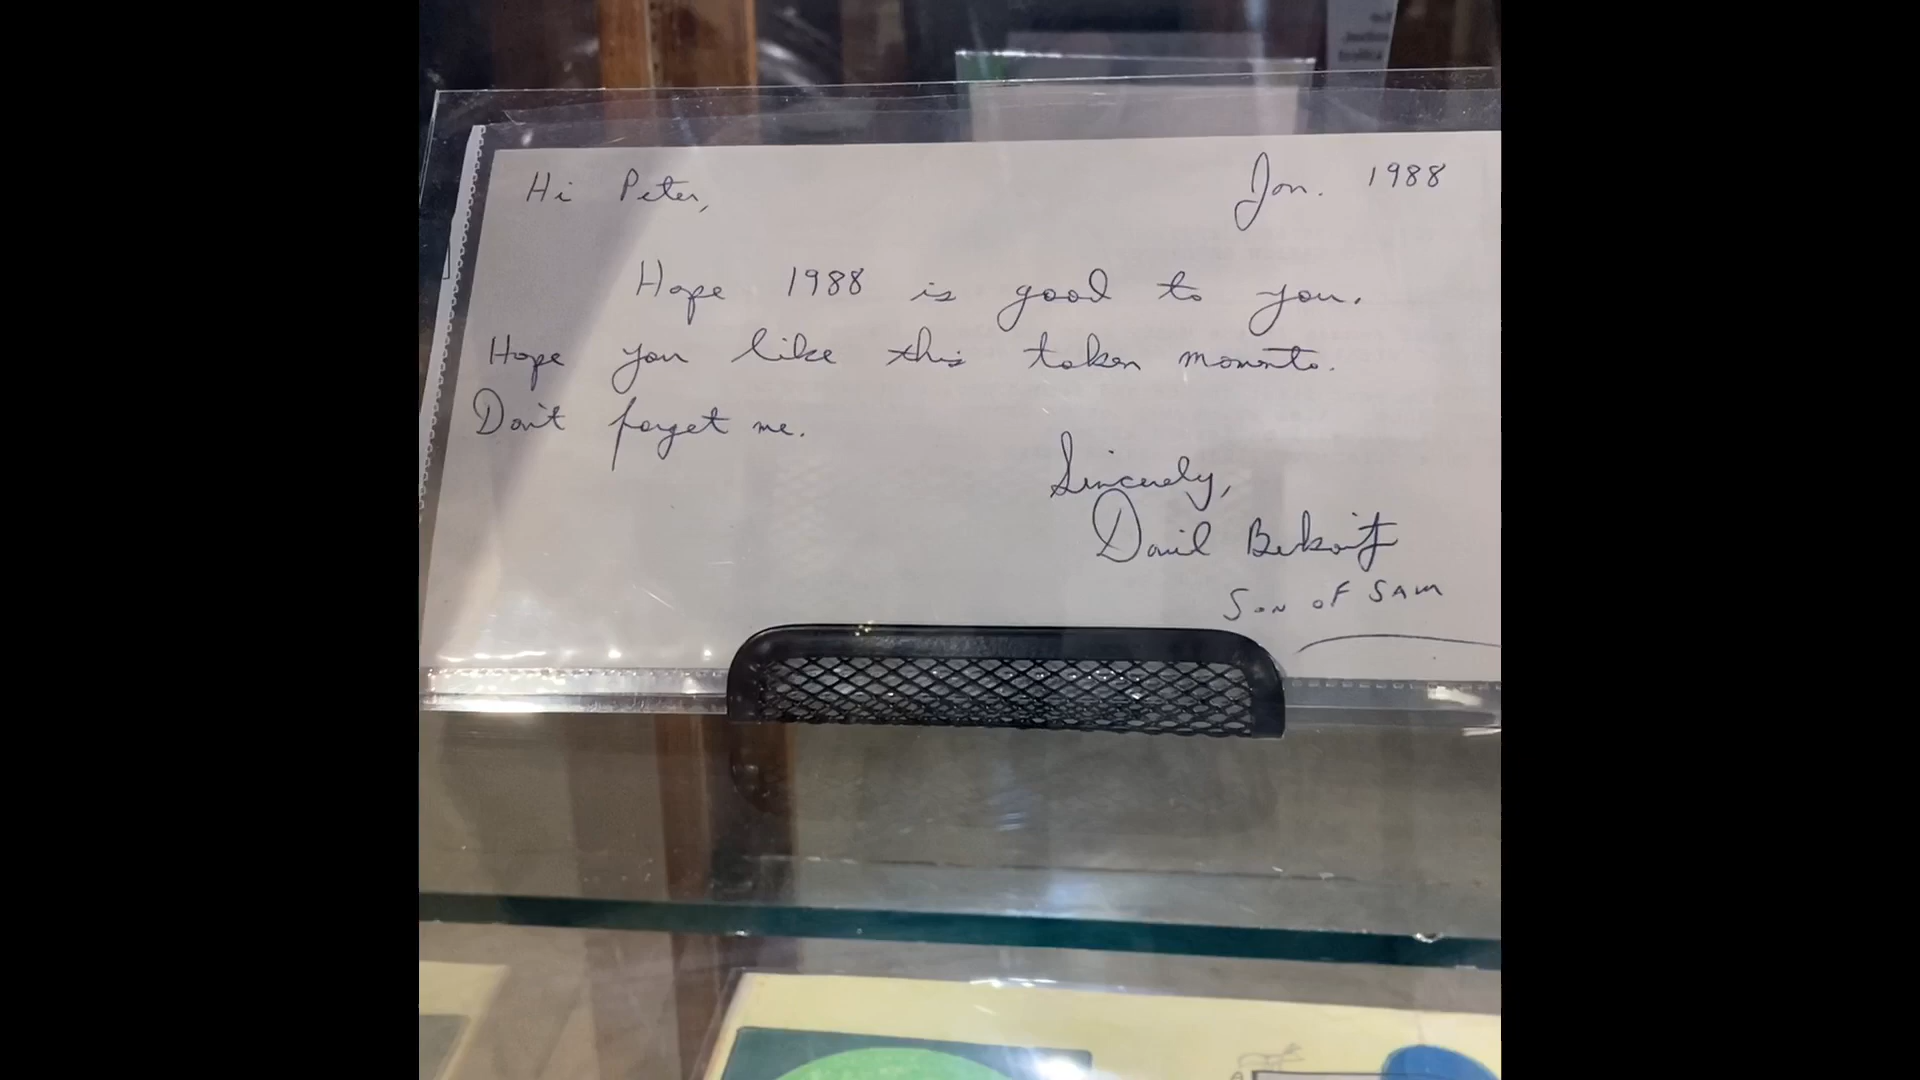 Hi Peter, Jan. 1988
Hope 1988 is good to you.
Hope you like this token momento.
Don't forget me.
Sincerely,
David Berkowitz
SON OF SAM